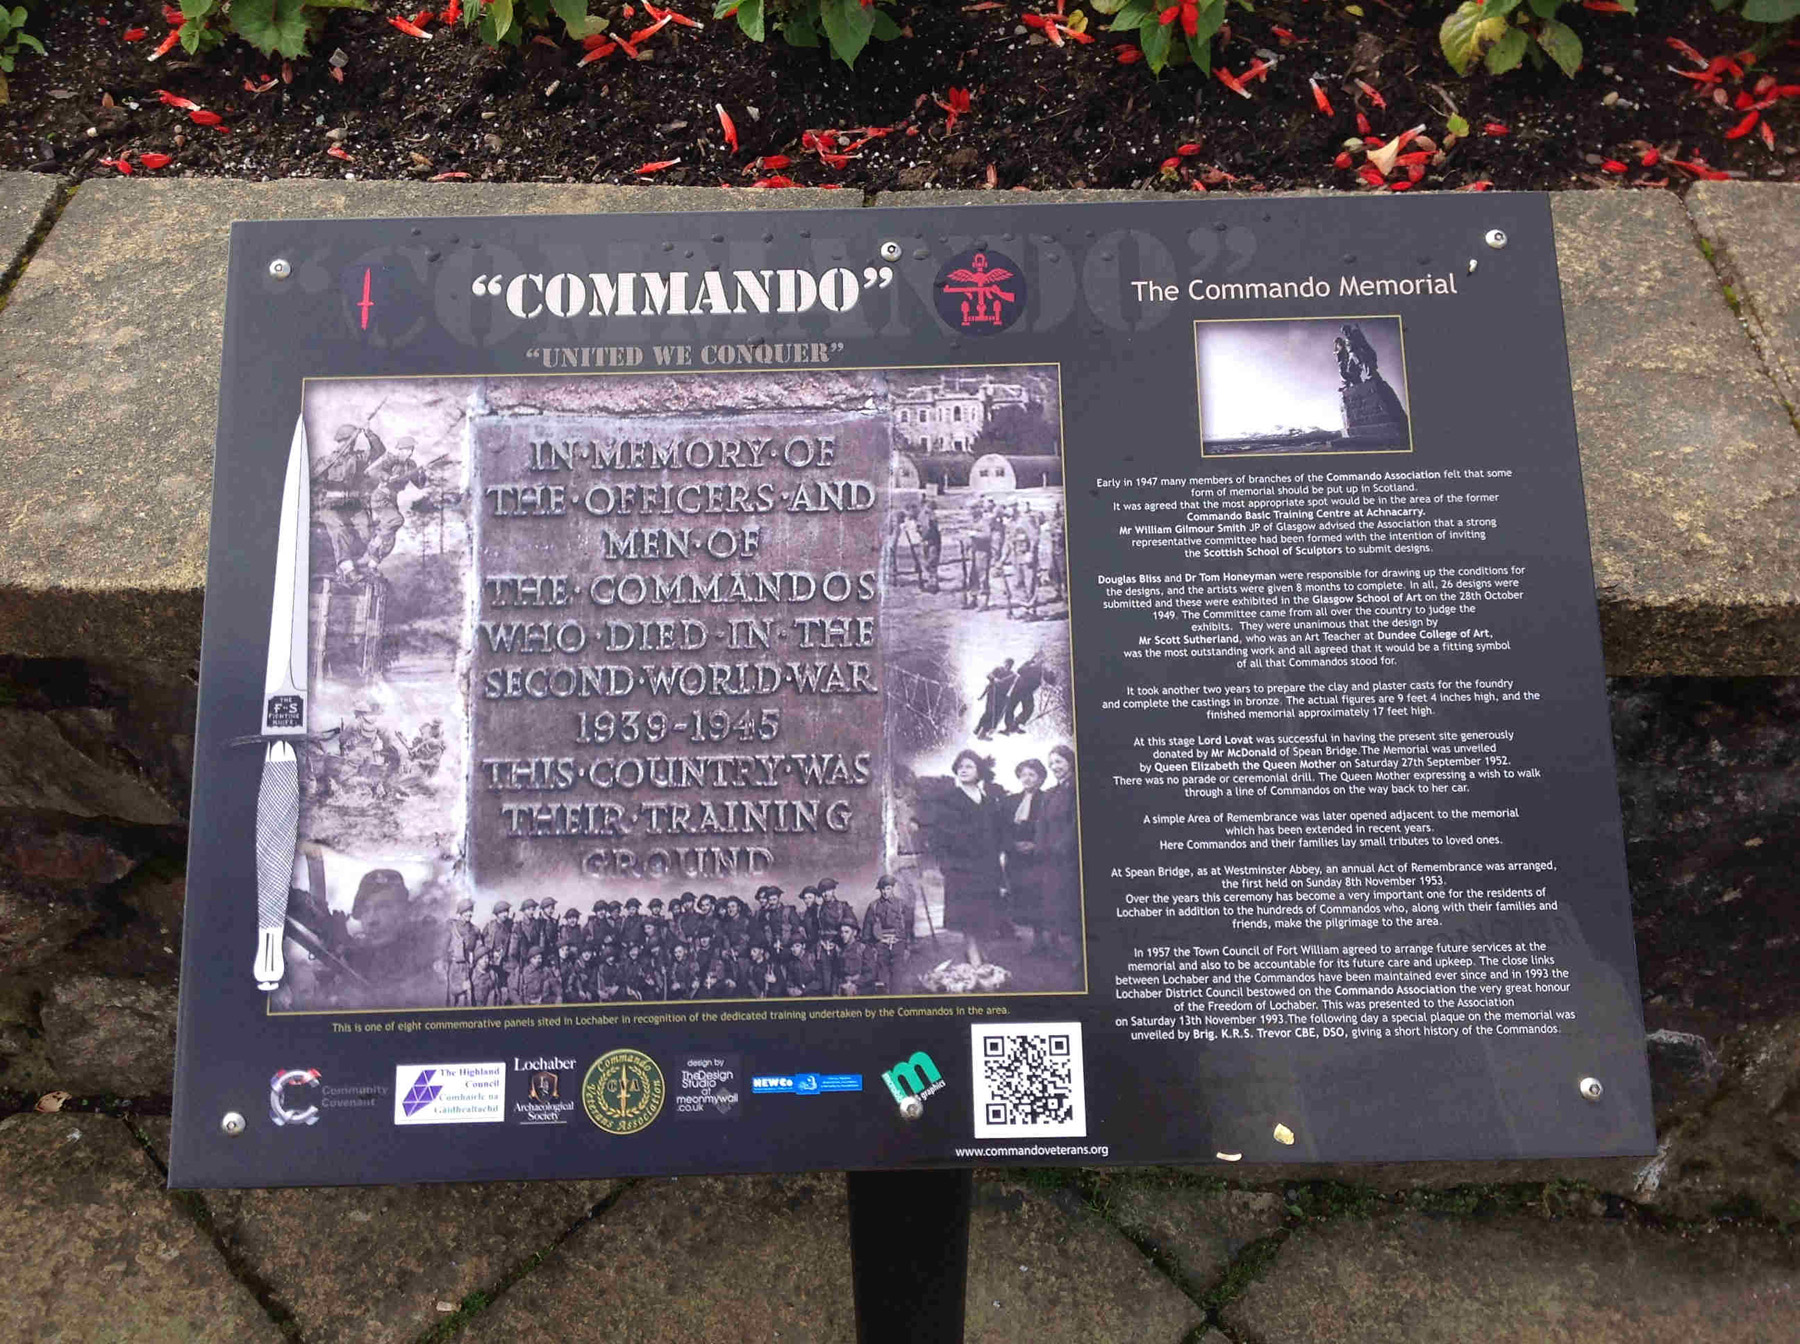 “COMMANDO”
“UNITED WE CONQUER”
THE
F-S
FIGHTING
KNIFE
IN·MEMORY·OF
THE·OFFICERS·AND
MEN·OF
THE·COMMANDOS
WHO·DIED·IN·THE
SECOND·WORLD·WAR
1939-1945
THIS·COUNTRY·WAS
THEIR·TRAINING
GROUND
This is one of eight commemorative panels sited in Lochaber in recognition of the dedicated training undertaken by the Commandos in the area.
Community
Covenant
The Highland
Council
Comhairle na
Gàidhealtachd
Lochaber
Archaeological
Society
Commando
CVA
Veterans Association
design by
TheDesign
Studio
at
meonmywall
.co.uk
NEWCo
m
graphics
www.commandoveterans.org
The Commando Memorial
Early in 1947 many members of branches of the Commando Association felt that some
form of memorial should be put up in Scotland.
It was agreed that the most appropriate spot would be in the area of the former
Commando Basic Training Centre at Achnacarry.
Mr William Gilmour Smith JP of Glasgow advised the Association that a strong
representative committee had been formed with the intention of inviting
the Scottish School of Sculptors to submit designs.
Douglas Bliss and Dr Tom Honeyman were responsible for drawing up the conditions for
the designs, and the artists were given 8 months to complete. In all, 26 designs were
submitted and these were exhibited in the Glasgow School of Art on the 28th October
1949. The Committee came from all over the country to judge the
exhibits. They were unanimous that the design by
Mr Scott Sutherland, who was an Art Teacher at Dundee College of Art,
was the most outstanding work and all agreed that it would be a fitting symbol
of all that Commandos stood for.
It took another two years to prepare the clay and plaster casts for the foundry
and complete the castings in bronze. The actual figures are 9 feet 4 inches high, and the
finished memorial approximately 17 feet high.
At this stage Lord Lovat was successful in having the present site generously
donated by Mr McDonald of Spean Bridge.The Memorial was unveiled
by Queen Elizabeth the Queen Mother on Saturday 27th September 1952.
There was no parade or ceremonial drill. The Queen Mother expressing a wish to walk
through a line of Commandos on the way back to her car.
A simple Area of Remembrance was later opened adjacent to the memorial
which has been extended in recent years.
Here Commandos and their families lay small tributes to loved ones.
At Spean Bridge, as at Westminster Abbey, an annual Act of Remembrance was arranged,
the first held on Sunday 8th November 1953.
Over the years this ceremony has become a very important one for the residents of
Lochaber in addition to the hundreds of Commandos who, along with their families and
friends, make the pilgrimage to the area.
In 1957 the Town Council of Fort William agreed to arrange future services at the
memorial and also to be accountable for its future care and upkeep. The close links
between Lochaber and the Commandos have been maintained ever since and in 1993 the
Lochaber District Council bestowed on the Commando Association the very great honour
of the Freedom of Lochaber. This was presented to the Association
on Saturday 13th November 1993.The following day a special plaque on the memorial was
unveiled by Brig. K.R.S. Trevor CBE, DSO, giving a short history of the Commandos.